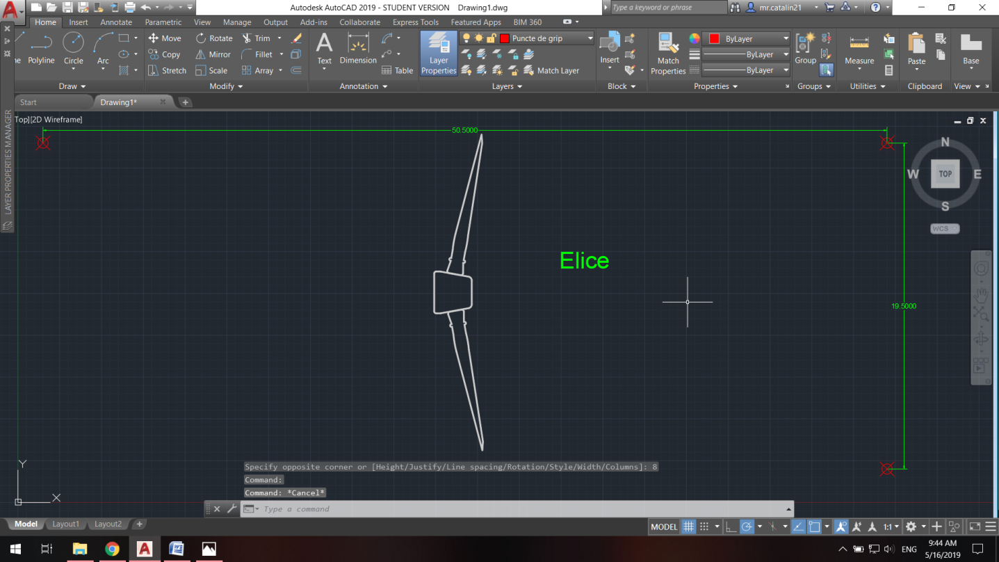 Autodesk AutoCAD 2019 - STUDENT VERSION Drawing1.dwg
Type a keyword or phrase
mr.catalin21
Home Insert Annotate Parametric View Manage Output Add-ins Collaborate Express Tools Featured Apps BIM 360
Polyline Circle Arc
Move Rotate Trim
Copy Mirror Fillet
Stretch Scale Array
Text Dimension Table
Layer Properties
Puncte de grip
Match Layer
Insert
Match Properties
ByLayer
ByLayer
ByLayer
Group
Measure
Paste
Base
Draw Modify Annotation Layers Block Properties Groups Utilities Clipboard View
Start Drawing1*
LAYER PROPERTIES MANAGER
Top][2D Wireframe]
50.5000
N
W TOP E
S
WCS
Elice
19.5000
Y
X
Specify opposite corner or [Height/Justify/Line spacing/Rotation/Style/Width/Columns]: 8
Command:
Command: *Cancel*
Type a command
Model Layout1 Layout2
MODEL 1:1
ENG
9:44 AM
5/16/2019